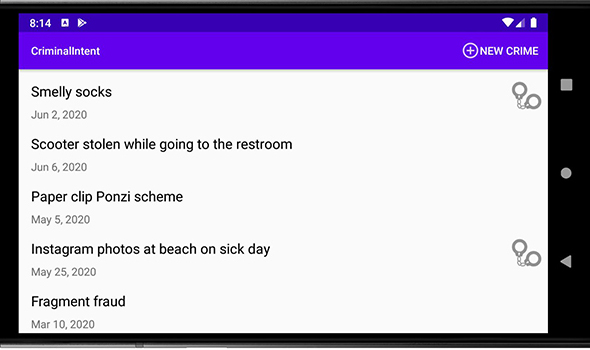 8:14
CriminalIntent
NEW CRIME
Smelly socks
Jun 2, 2020
Scooter stolen while going to the restroom
Jun 6, 2020
Paper clip Ponzi scheme
May 5, 2020
Instagram photos at beach on sick day
May 25, 2020
Fragment fraud
Mar 10, 2020